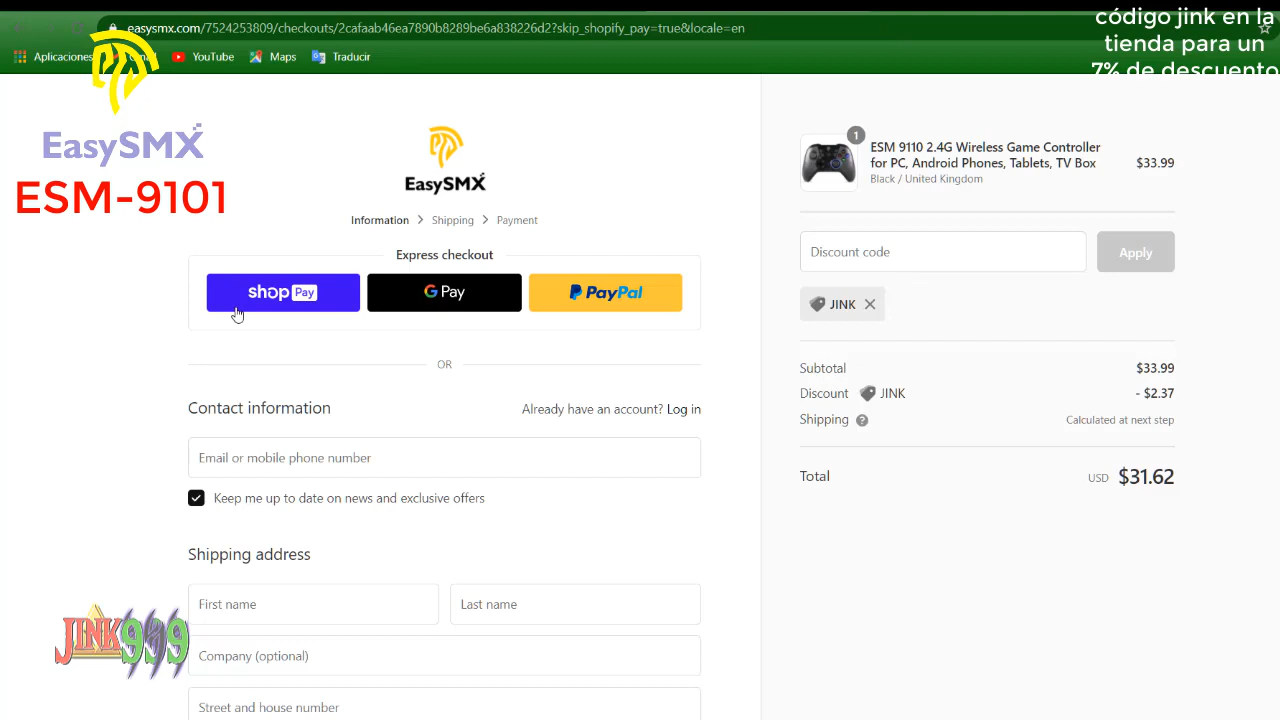 easysmx.com/7524253809/checkouts/2cafaab46ea7890b8289be6a838226d2?skip_shopify_pay=true&locale=en
código jink en la
tienda para un
7% de descuento
Aplicaciones
YouTube
Maps
Traducir
EasySMX
ESM-9101
EasySMX
Information > Shipping > Payment
Express checkout
shop Pay
G Pay
PayPal
OR
Contact information
Already have an account? Log in
Email or mobile phone number
Keep me up to date on news and exclusive offers
Shipping address
First name
Last name
Company (optional)
Street and house number
JINK999
1
ESM 9110 2.4G Wireless Game Controller
for PC, Android Phones, Tablets, TV Box
Black / United Kingdom
$33.99
Discount code
Apply
JINK
Subtotal $33.99
Discount JINK - $2.37
Shipping ? Calculated at next step
Total USD $31.62